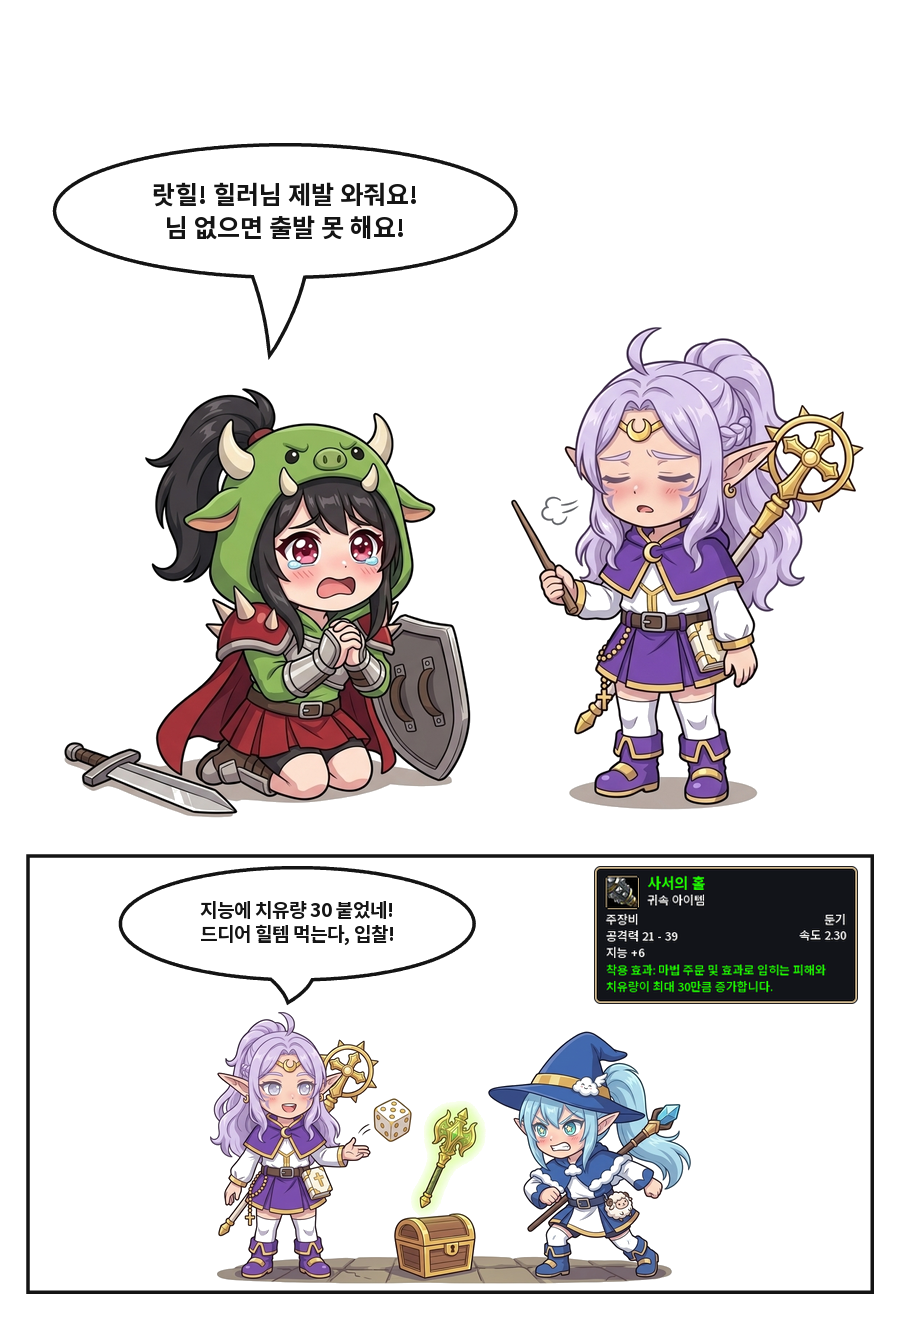 랏힐! 힐러님 제발 와줘요!
님 없으면 출발 못 해요!
지능에 치유량 30 붙었네!
드디어 힐템 먹는다, 입찰!
사서의 홀
귀속 아이템
주장비 둔기
공격력 21 - 39 속도 2.30
지능 +6
착용 효과: 마법 주문 및 효과로 입히는 피해와
치유량이 최대 30만큼 증가합니다.